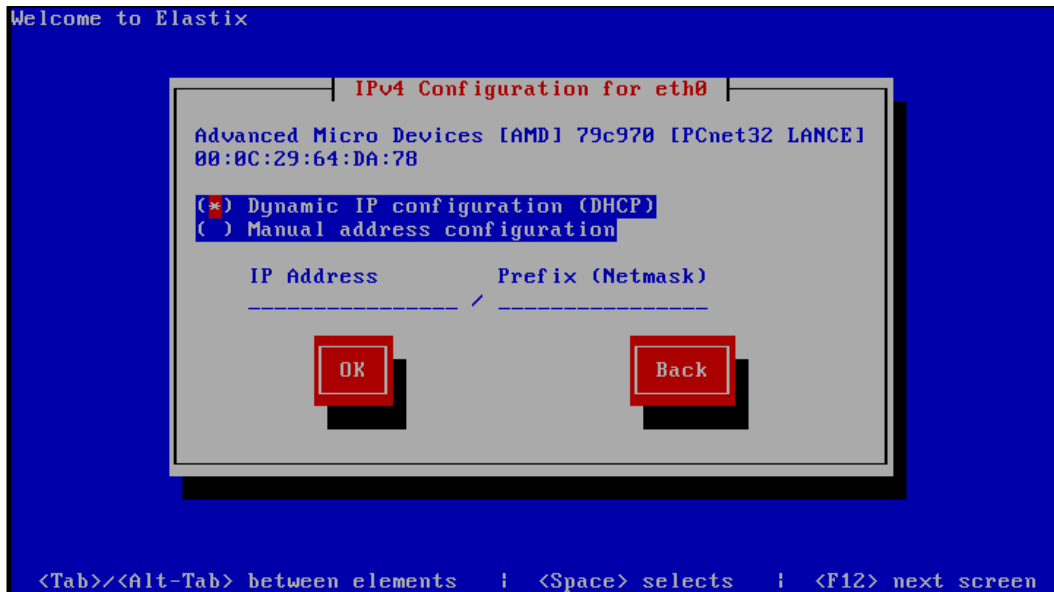 Welcome to Elastix
IPv4 Configuration for eth0
Advanced Micro Devices [AMD] 79c970 [PCnet32 LANCE]
00:0C:29:64:DA:78
(*) Dynamic IP configuration (DHCP)
( ) Manual address configuration
IP Address Prefix (Netmask)
________________ / ________________
OK Back
<Tab>/<Alt-Tab> between elements | <Space> selects | <F12> next screen